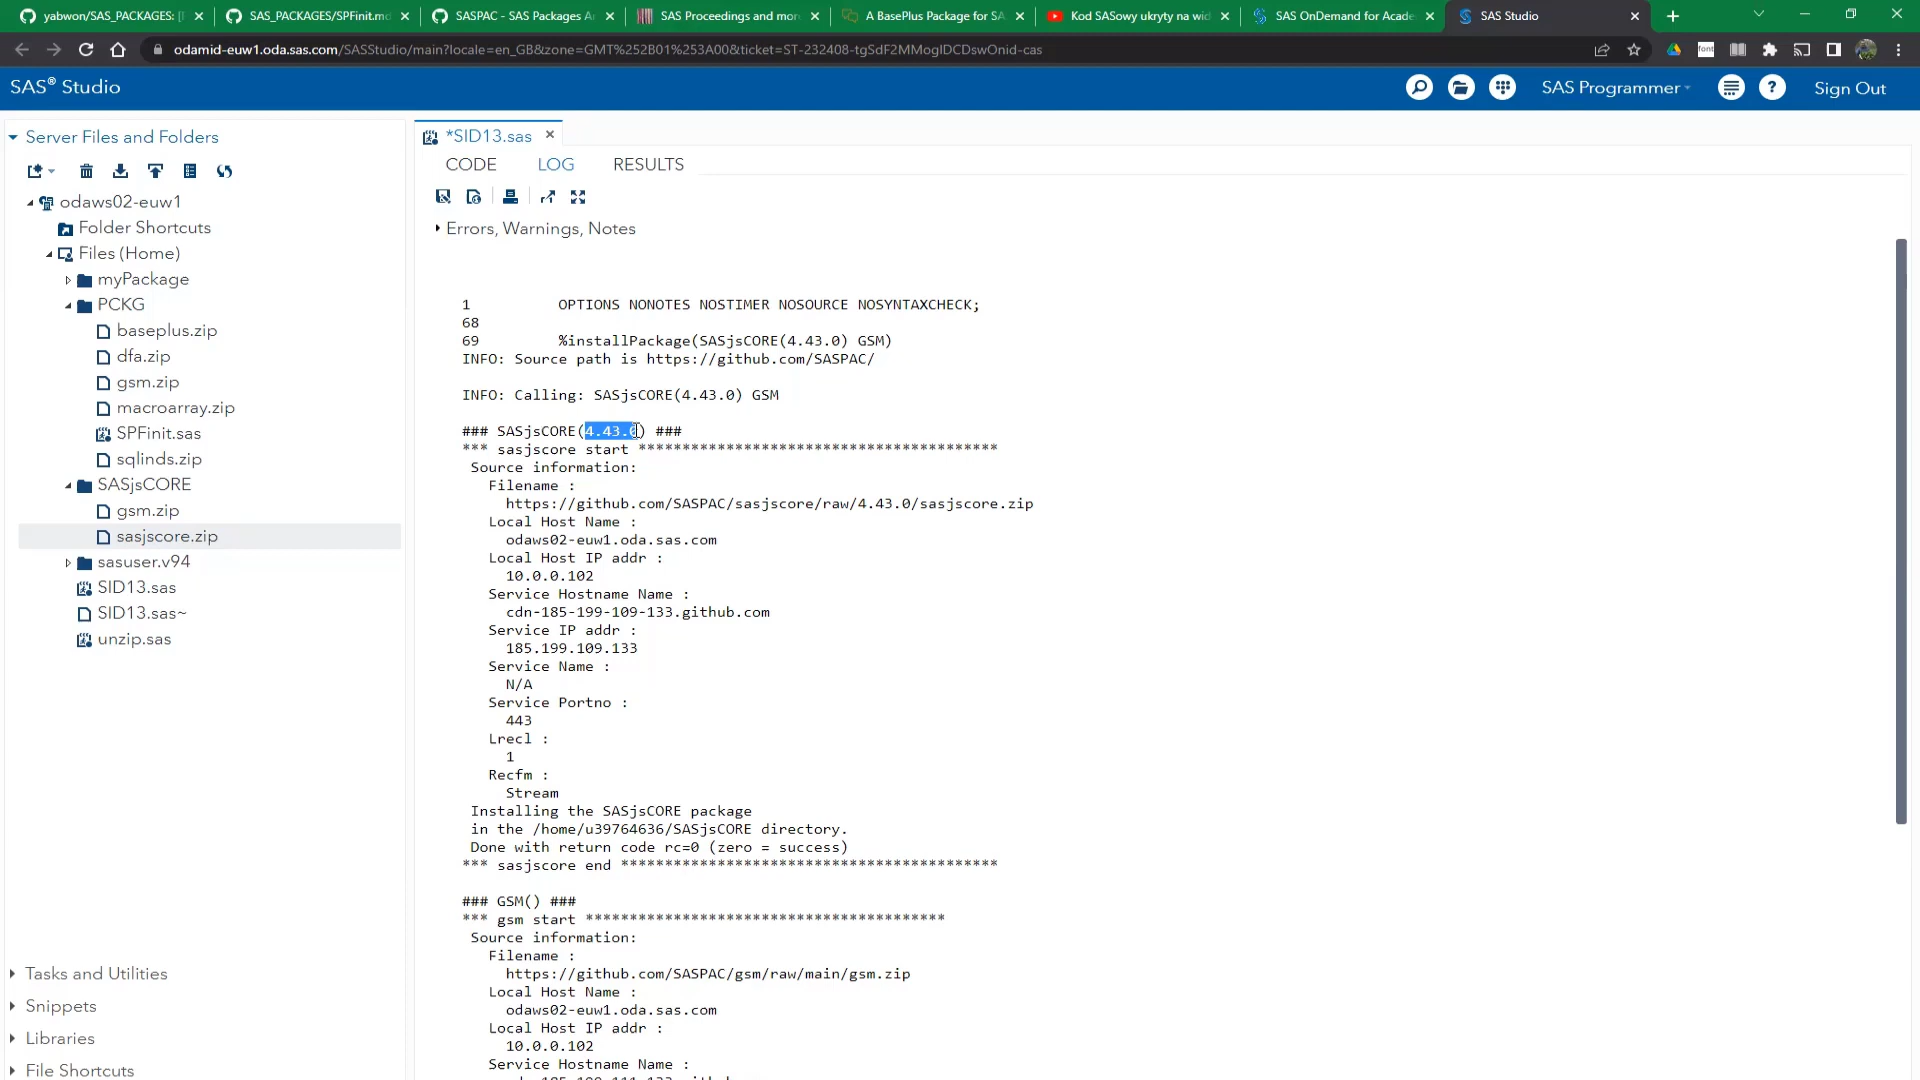 yabwon/SAS_PACKAGES: [
SAS_PACKAGES/SPFinit.md
SASPAC - SAS Packages A
SAS Proceedings and mor
A BasePlus Package for SA
Kod SASowy ukryty na wid
SAS OnDemand for Acade
SAS Studio
odamid-euw1.oda.sas.com/SASStudio/main?locale=en_GB&zone=GMT%252B01%253A00&ticket=ST-232408-tgSdF2MMogIDCDswOnid-cas
SAS® Studio
SAS Programmer
Sign Out
Server Files and Folders
odaws02-euw1
Folder Shortcuts
Files (Home)
myPackage
PCKG
baseplus.zip
dfa.zip
gsm.zip
macroarray.zip
SPFinit.sas
sqlinds.zip
SASjsCORE
gsm.zip
sasjscore.zip
sasuser.v94
SID13.sas
SID13.sas~
unzip.sas
Tasks and Utilities
Snippets
Libraries
File Shortcuts
*SID13.sas
CODE LOG RESULTS
Errors, Warnings, Notes
1 OPTIONS NONOTES NOSTIMER NOSOURCE NOSYNTAXCHECK;
68
69 %installPackage(SASjsCORE(4.43.0) GSM)
INFO: Source path is https://github.com/SASPAC/
INFO: Calling: SASjsCORE(4.43.0) GSM
### SASjsCORE(4.43.0) ###
*** sasjscore start *****************************************
Source information:
Filename :
https://github.com/SASPAC/sasjscore/raw/4.43.0/sasjscore.zip
Local Host Name :
odaws02-euw1.oda.sas.com
Local Host IP addr :
10.0.0.102
Service Hostname Name :
cdn-185-199-109-133.github.com
Service IP addr :
185.199.109.133
Service Name :
N/A
Service Portno :
443
Lrecl :
1
Recfm :
Stream
Installing the SASjsCORE package
in the /home/u39764636/SASjsCORE directory.
Done with return code rc=0 (zero = success)
*** sasjscore end *******************************************
### GSM() ###
*** gsm start *****************************************
Source information:
Filename :
https://github.com/SASPAC/gsm/raw/main/gsm.zip
Local Host Name :
odaws02-euw1.oda.sas.com
Local Host IP addr :
10.0.0.102
Service Hostname Name :